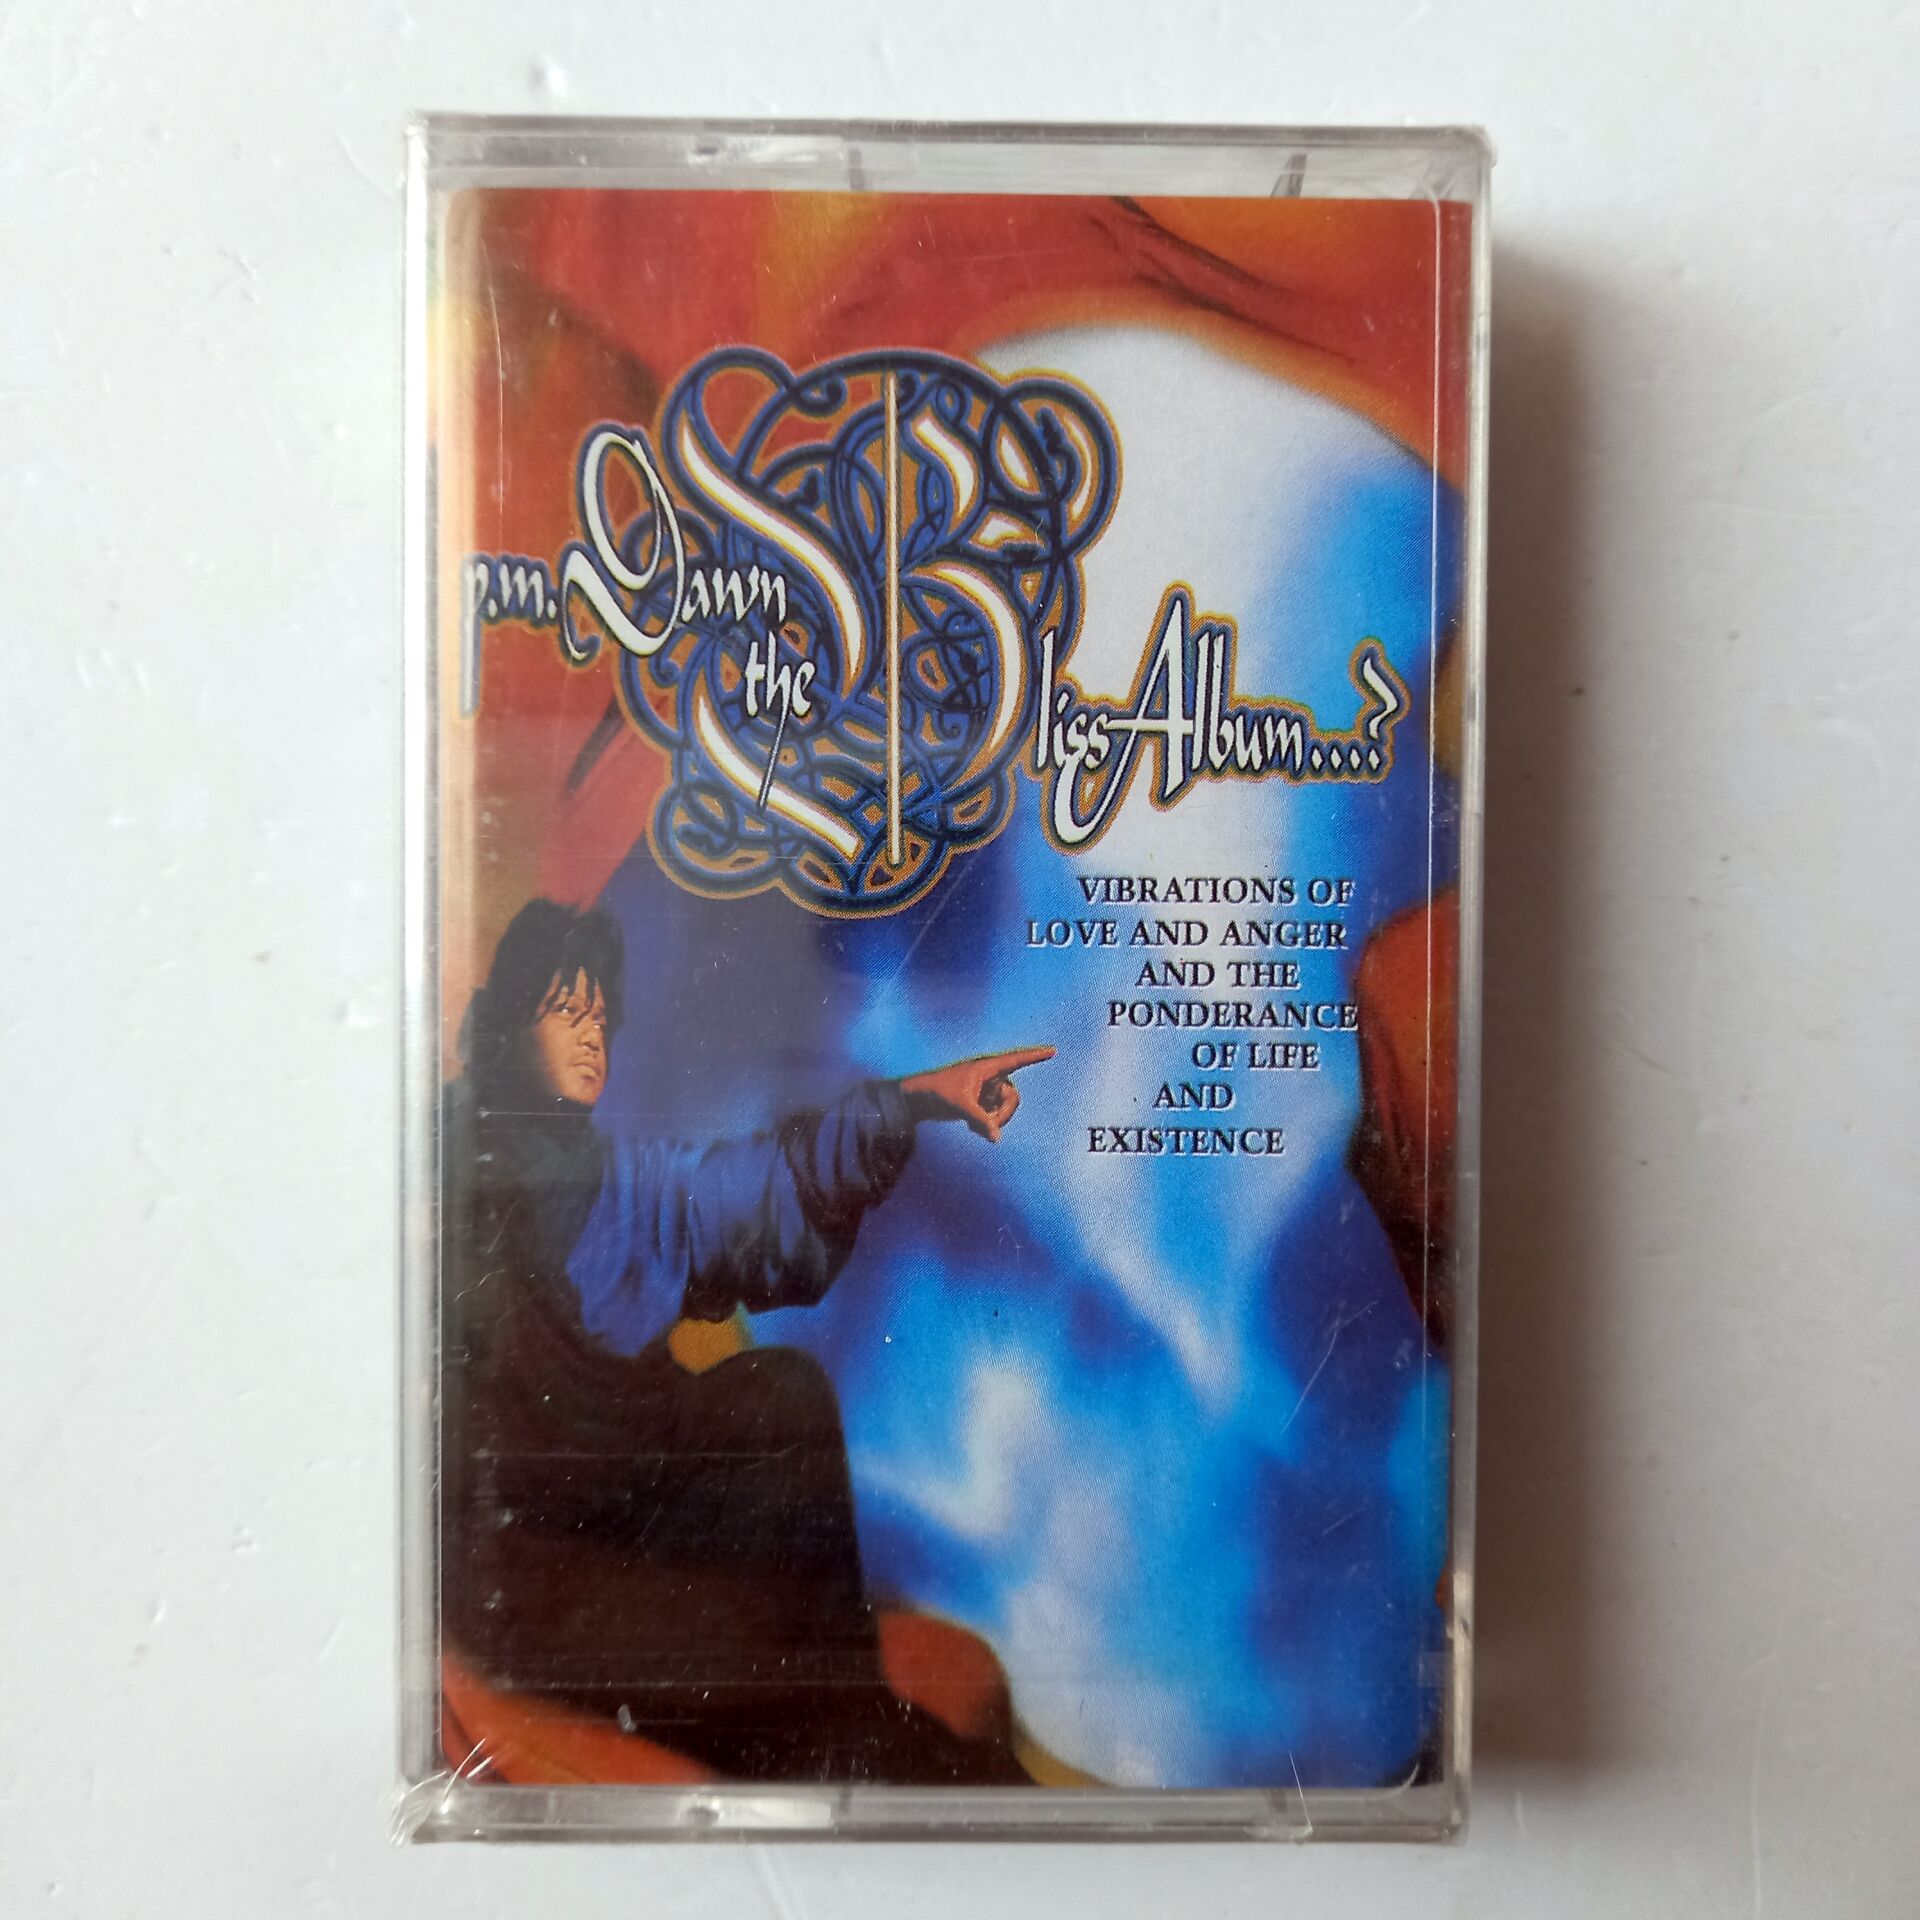 p.m. Dawn
the
Bliss Album....?
VIBRATIONS OF
LOVE AND ANGER
AND THE
PONDERANCE
OF LIFE
AND
EXISTENCE